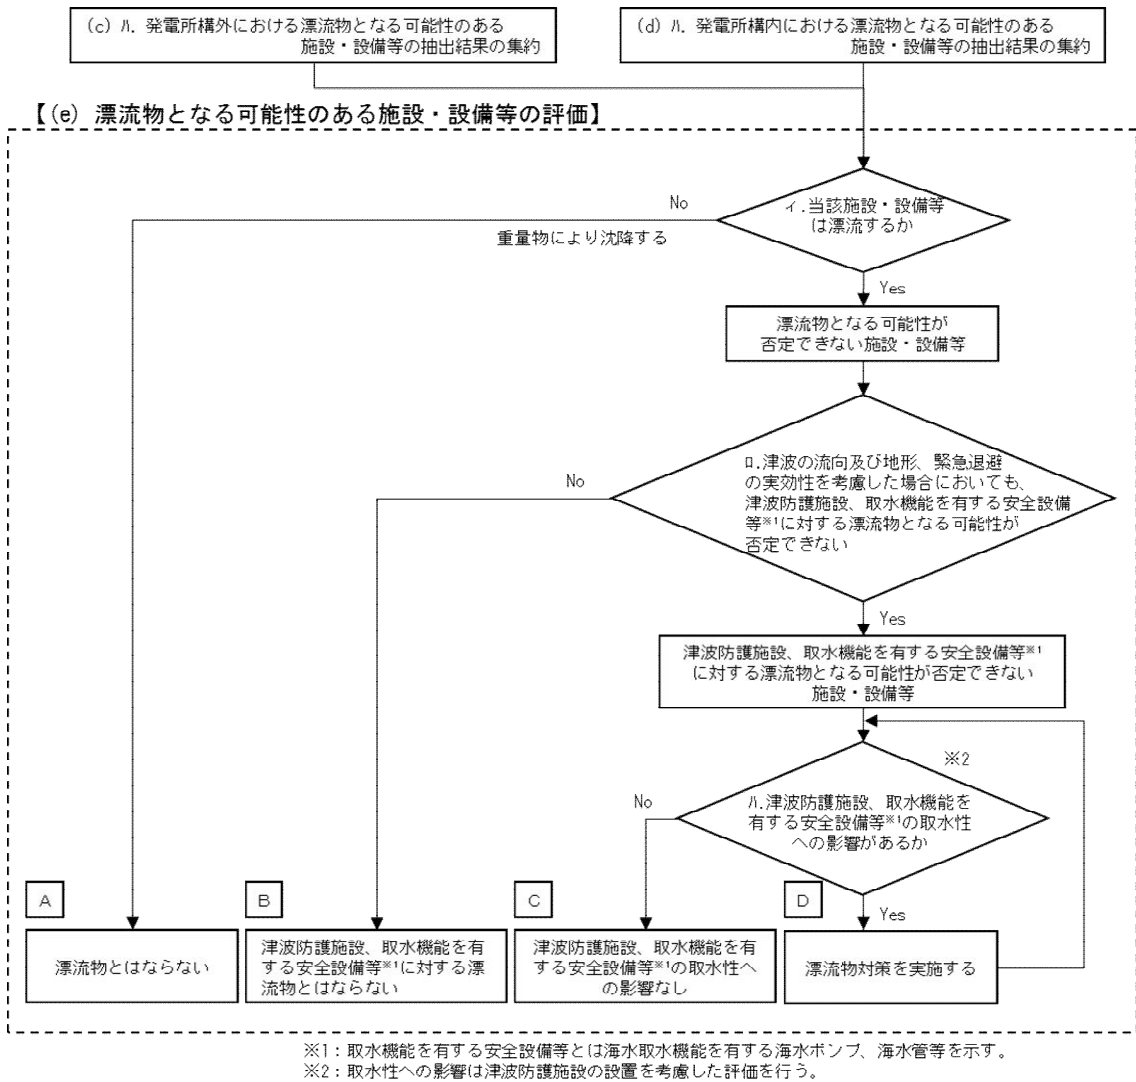 (c) ﾊ. 発電所構外における漂流物となる可能性のある
施設・設備等の抽出結果の集約
(d) ﾊ. 発電所構内における漂流物となる可能性のある
施設・設備等の抽出結果の集約
【(e) 漂流物となる可能性のある施設・設備等の評価】
ィ.当該施設・設備等
は漂流するか
No
重量物により沈降する
Yes
漂流物となる可能性が
否定できない施設・設備等
ﾛ.津波の流向及び地形、緊急退避
の実効性を考慮した場合においても、
津波防護施設、取水機能を有する安全設備
等※1に対する漂流物となる可能性が
否定できない
No
Yes
津波防護施設、取水機能を有する安全設備等※1
に対する漂流物となる可能性が否定できない
施設・設備等
※2
ﾊ.津波防護施設、取水機能を
有する安全設備等※1の取水性
への影響があるか
No
Yes
A
漂流物とはならない
B
津波防護施設、取水機能を有
する安全設備等※1に対する漂
流物とはならない
C
津波防護施設、取水機能を有
する安全設備等※1の取水性へ
の影響なし
D
漂流物対策を実施する
※1：取水機能を有する安全設備等とは海水取水機能を有する海水ポンプ、海水管等を示す。
※2：取水性への影響は津波防護施設の設置を考慮した評価を行う。